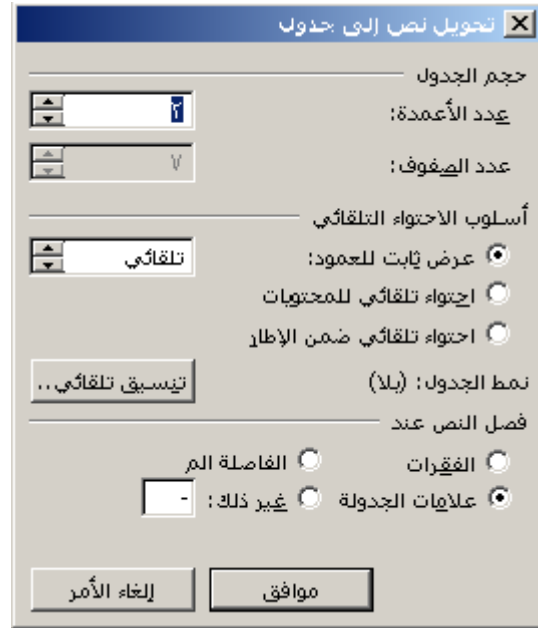 تحويل نص إلى جدول
حجم الجدول
عدد الأعمدة: ٢
عدد الصفوف: ٧
أسلوب الاحتواء التلقائي
عرض ثابت للعمود: تلقائي
احتواء تلقائي للمحتويات
احتواء تلقائي ضمن الإطار
نمط الجدول: (بلا) تنسيق تلقائي..
فصل النص عند
الفقرات الفاصلة الم
علامات الجدولة غير ذلك: -
موافق إلغاء الأمر